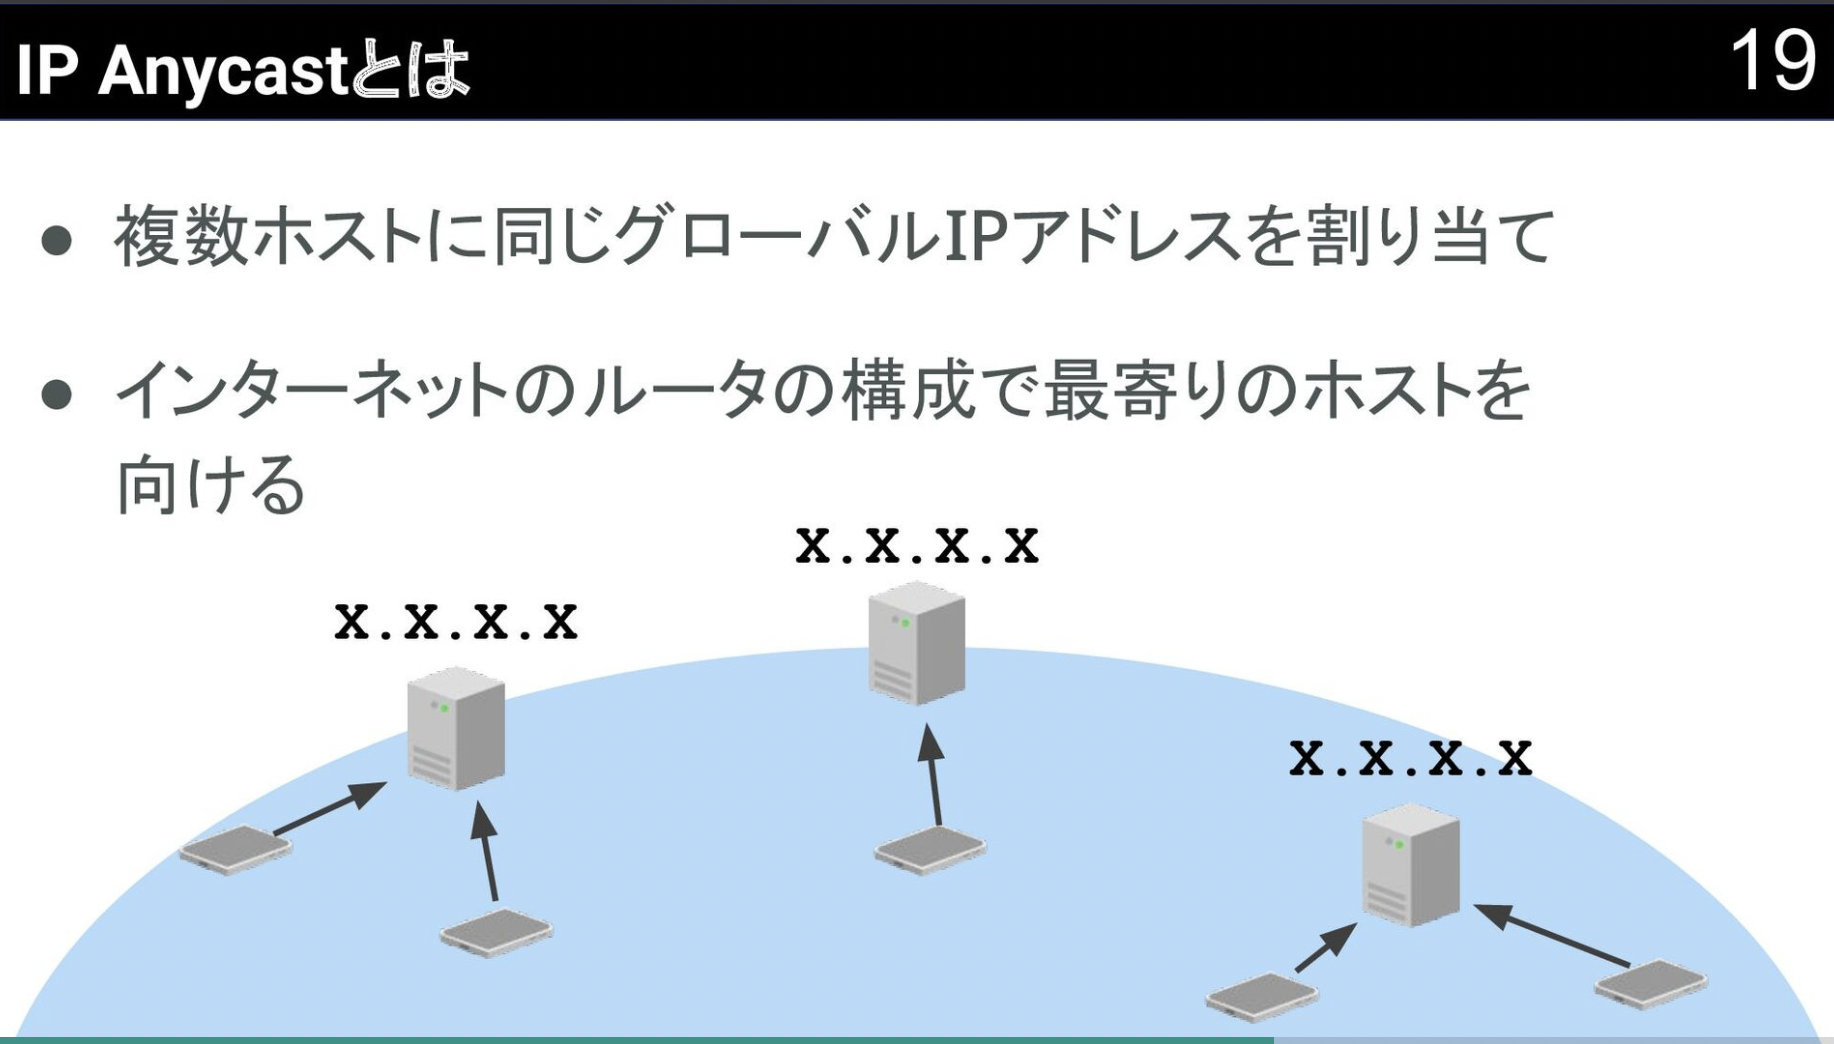 IP Anycastとは
19
● 複数ホストに同じグローバルIPアドレスを割り当て
● インターネットのルータの構成で最寄りのホストを
向ける
x.x.x.x
x.x.x.x
x.x.x.x